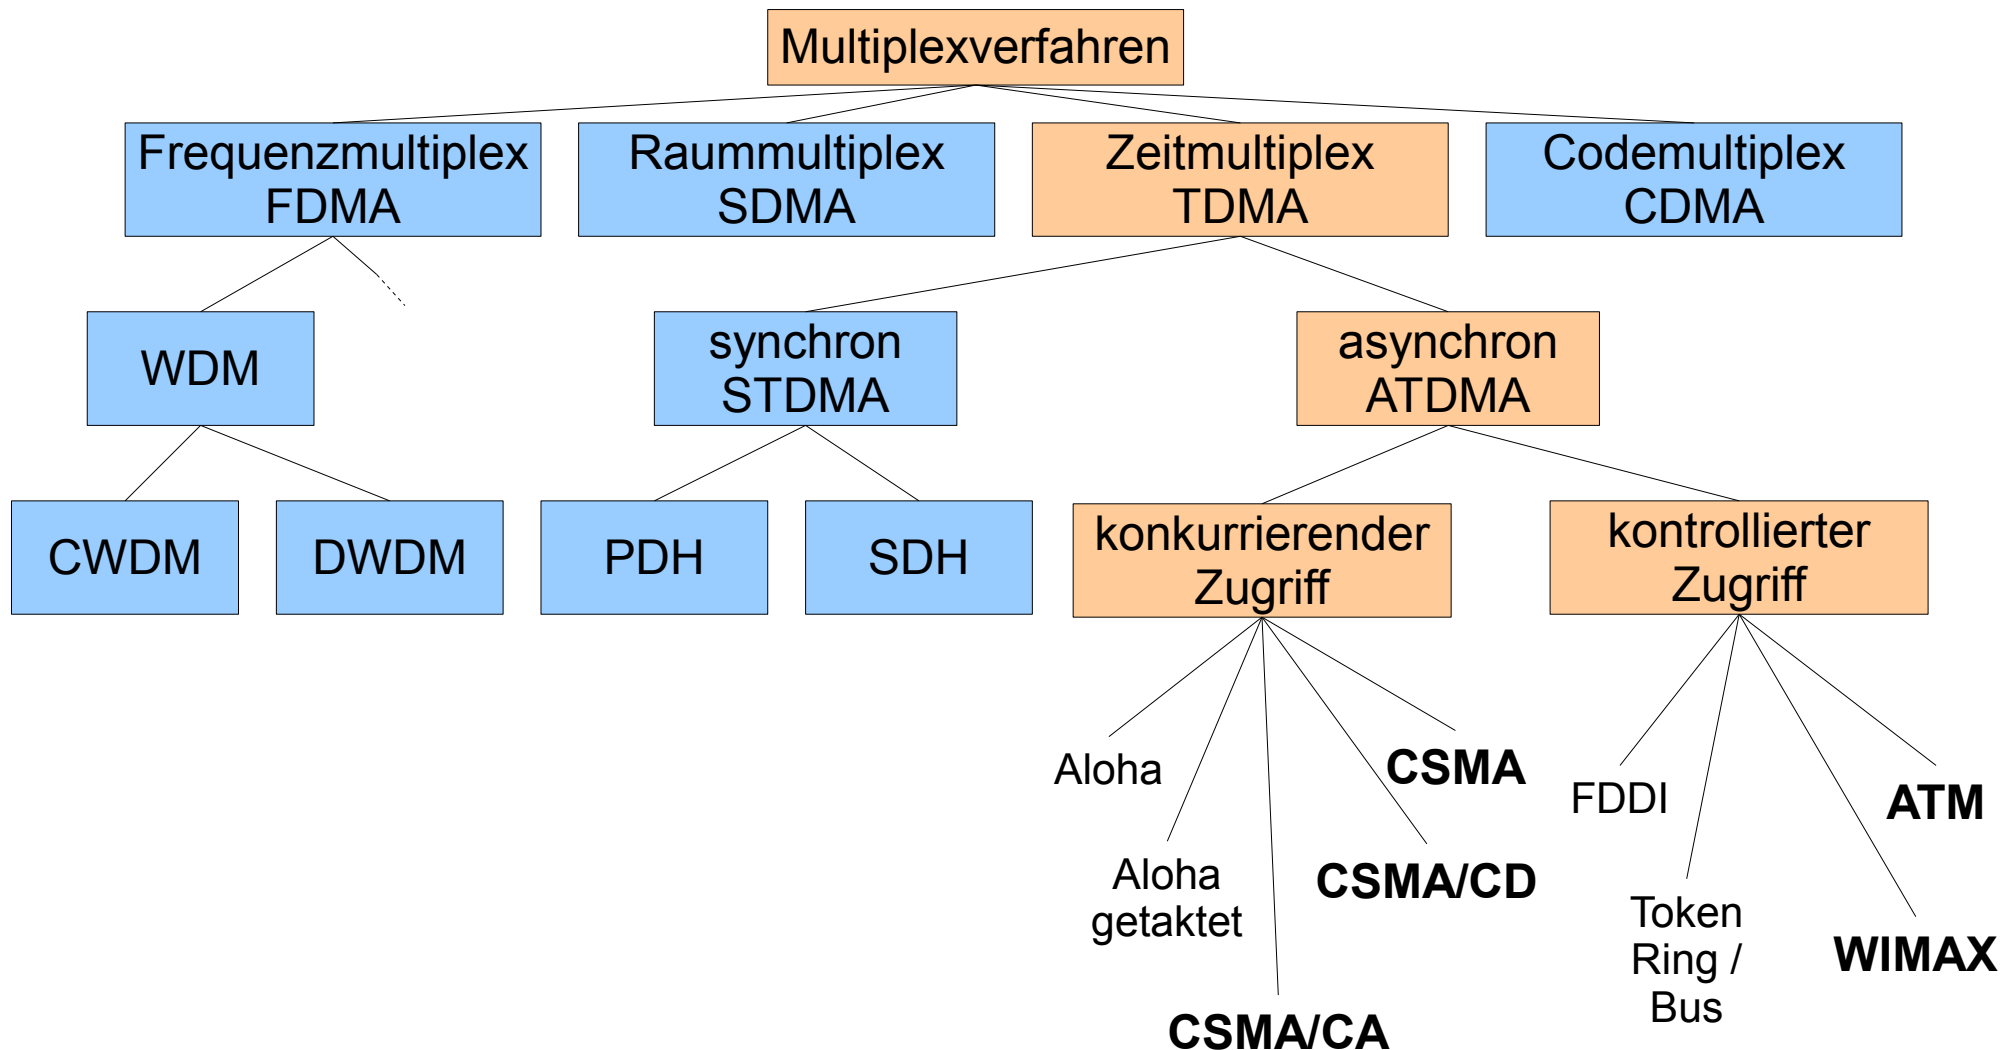 Multiplexverfahren
Frequenzmultiplex
FDMA
Raummultiplex
SDMA
Zeitmultiplex
TDMA
Codemultiplex
CDMA
WDM
synchron
STDMA
asynchron
ATDMA
CWDM
DWDM
PDH
SDH
konkurrierender
Zugriff
kontrollierter
Zugriff
Aloha
Aloha
getaktet
CSMA/CA
CSMA/CD
CSMA
FDDI
Token
Ring /
Bus
WIMAX
ATM